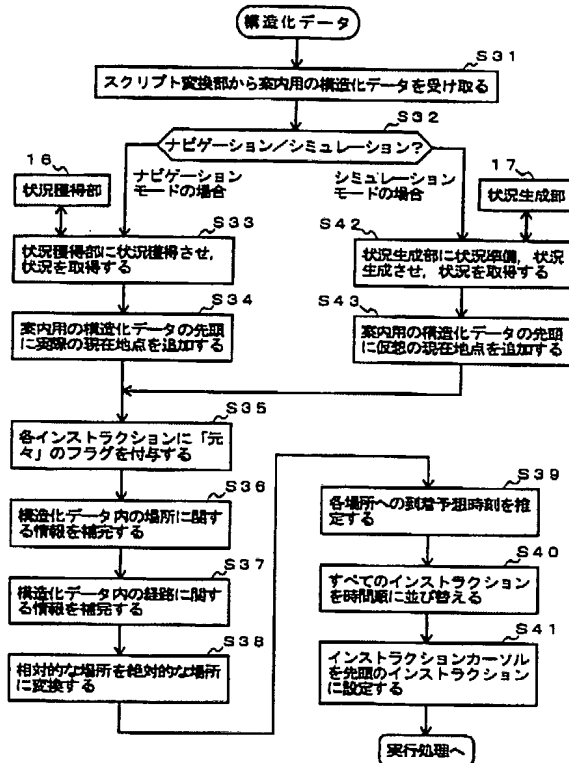 構造化データ
S31
スクリプト変換部から案内用の構造化データを受け取る
S32
ナビゲーション／シミュレーション？
16
状況獲得部
ナビゲーション
モードの場合
シミュレーション
モードの場合
17
状況生成部
S33
状況獲得部に状況獲得させ，
状況を取得する
S42
状況生成部に状況準備，状況
生成させ，状況を取得する
S34
案内用の構造化データの先頭
に実際の現在地点を追加する
S43
案内用の構造化データの先頭
に仮想の現在地点を追加する
S35
各インストラクションに「元
々」のフラグを付与する
S36
構造化データ内の場所に関す
る情報を補完する
S37
構造化データ内の経路に関す
る情報を補完する
S38
相対的な場所を絶対的な場所
に変換する
S39
各場所への到着予想時刻を推
定する
S40
すべてのインストラクション
を時間順に並び替える
S41
インストラクションカーソル
を先頭のインストラクション
に設定する
実行処理へ